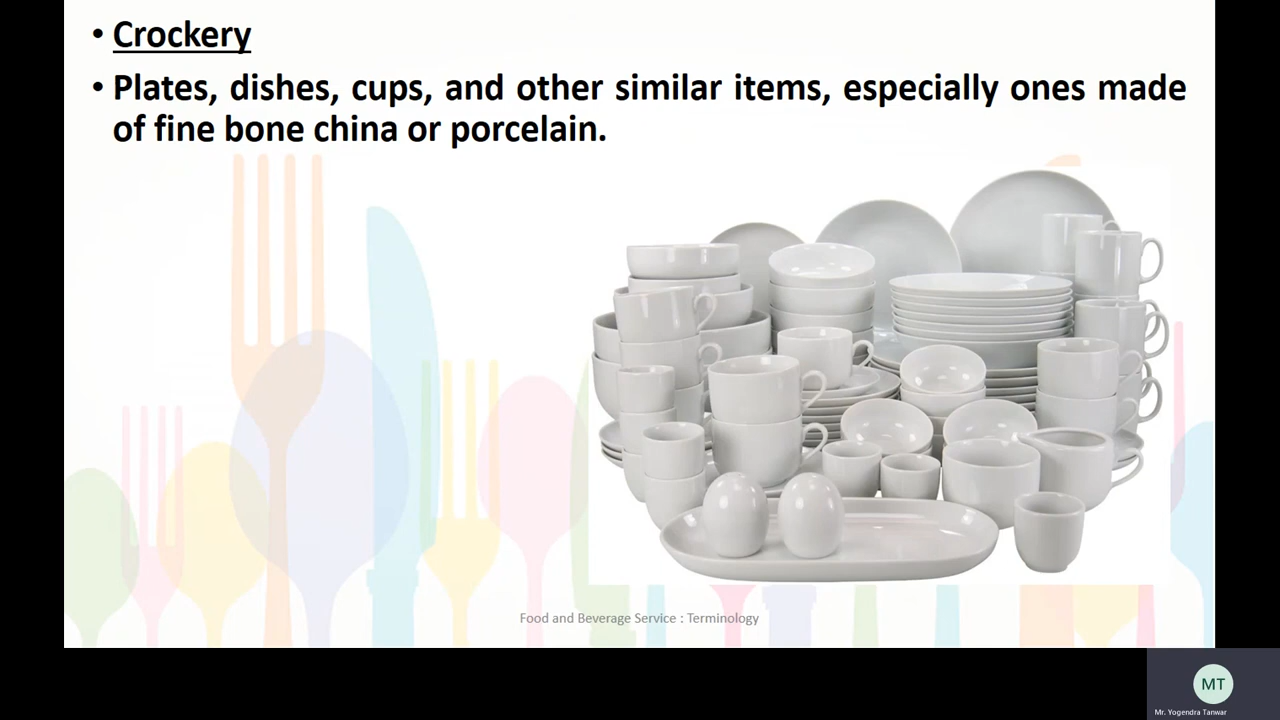 • Crockery
• Plates, dishes, cups, and other similar items, especially ones made
of fine bone china or porcelain.
Food and Beverage Service : Terminology
MT
Mr. Yogendra Tanwar